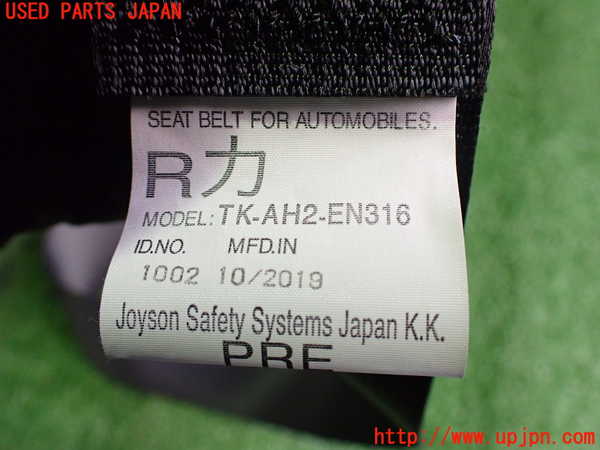 USED PARTS JAPAN
SEAT BELT FOR AUTOMOBILES.
R力
MODEL: TK-AH2-EN316
ID.NO. MFD.IN
1002 10/2019
Joyson Safety Systems Japan K.K.
PRE
http://www.upjpn.com/